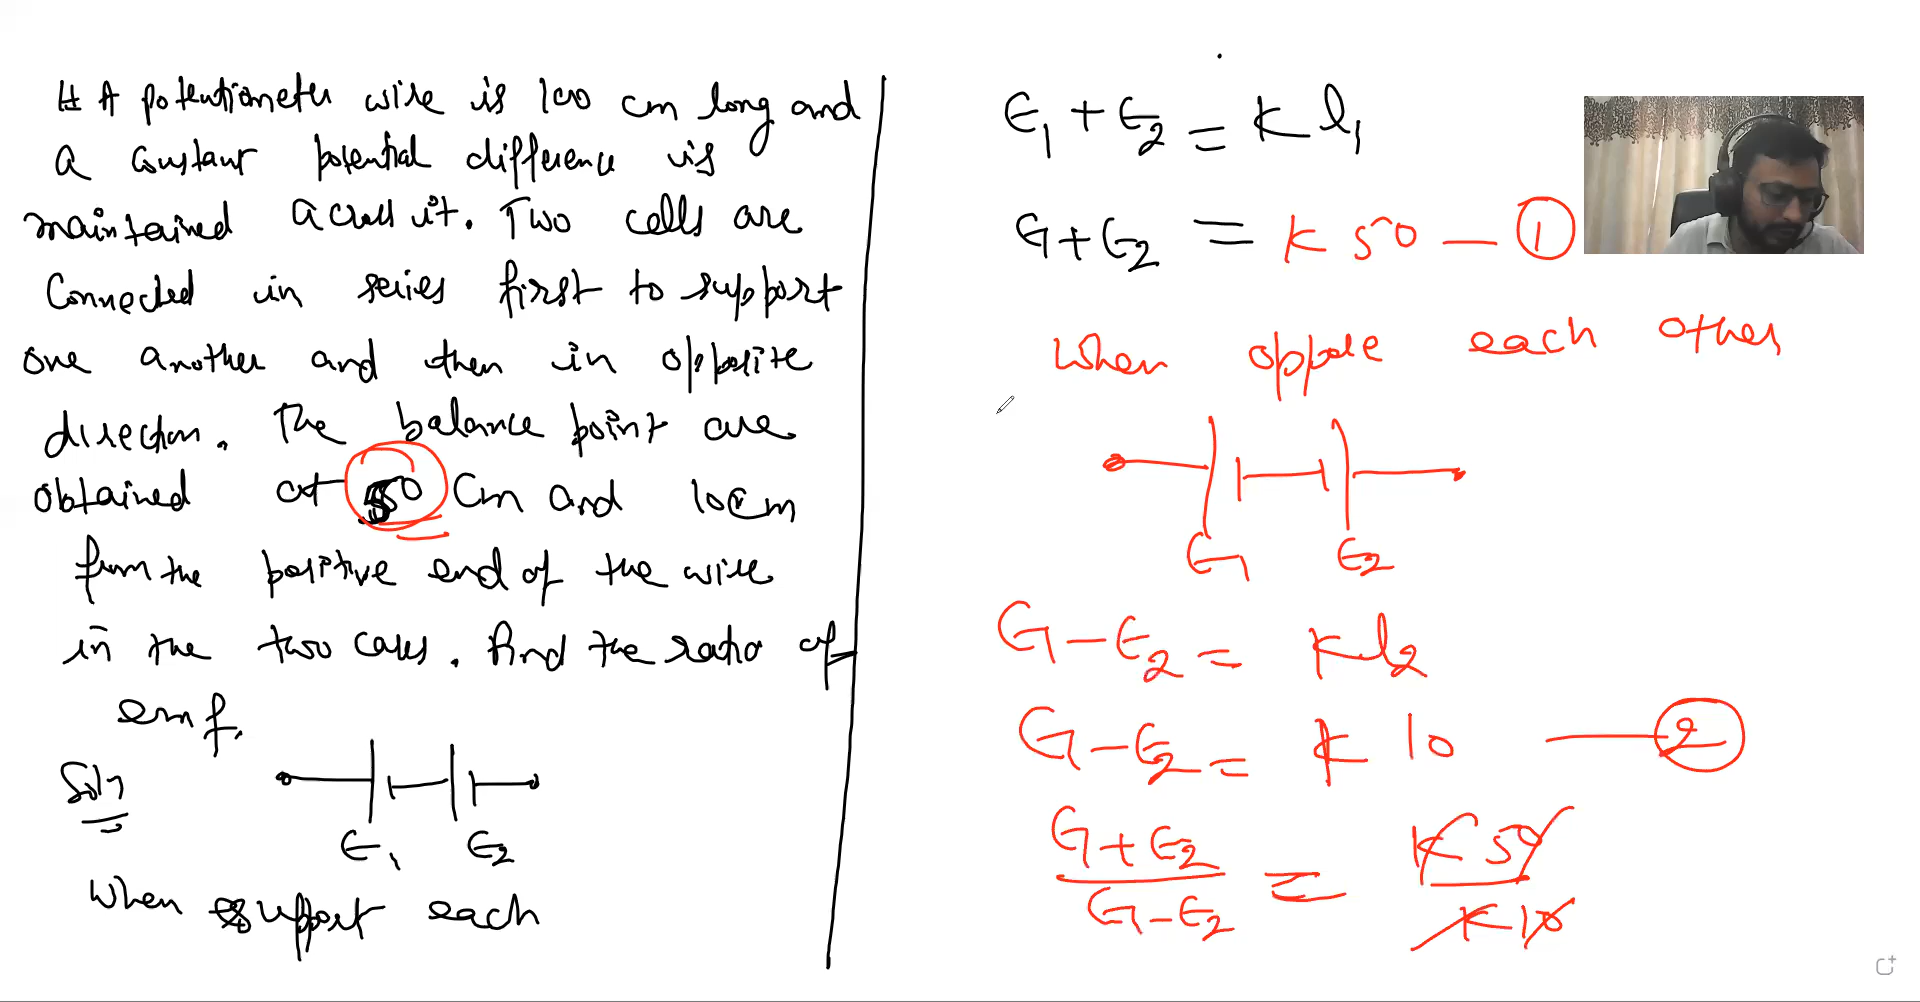 # A potentiometer wire is 100 cm long and
a constant potential difference is
maintained across it. Two cells are
Connected in series first to support
one another and then in opposite
direction. The balance point are
obtained at 50 cm and 10cm
from the positive end of the wire
in the two cases. Find the ratio of
emf.
Soln
E1 E2
When support each
E1 + E2 = K l1
E1 + E2 = K 50 — 1
When oppose each other
E1 E2
E1 - E2 = K l2
E1 - E2 = K 10 — 2
E1 + E2 / E1 - E2 = K 50 / K 10